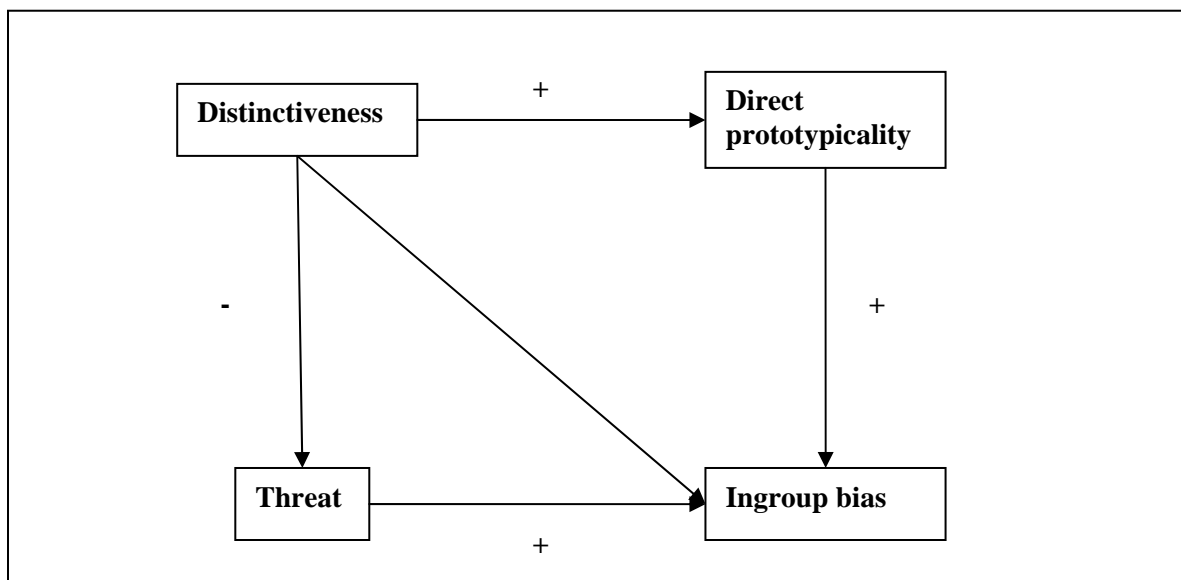 +
Distinctiveness
Direct
prototypicality
-
+
Threat
Ingroup bias
+